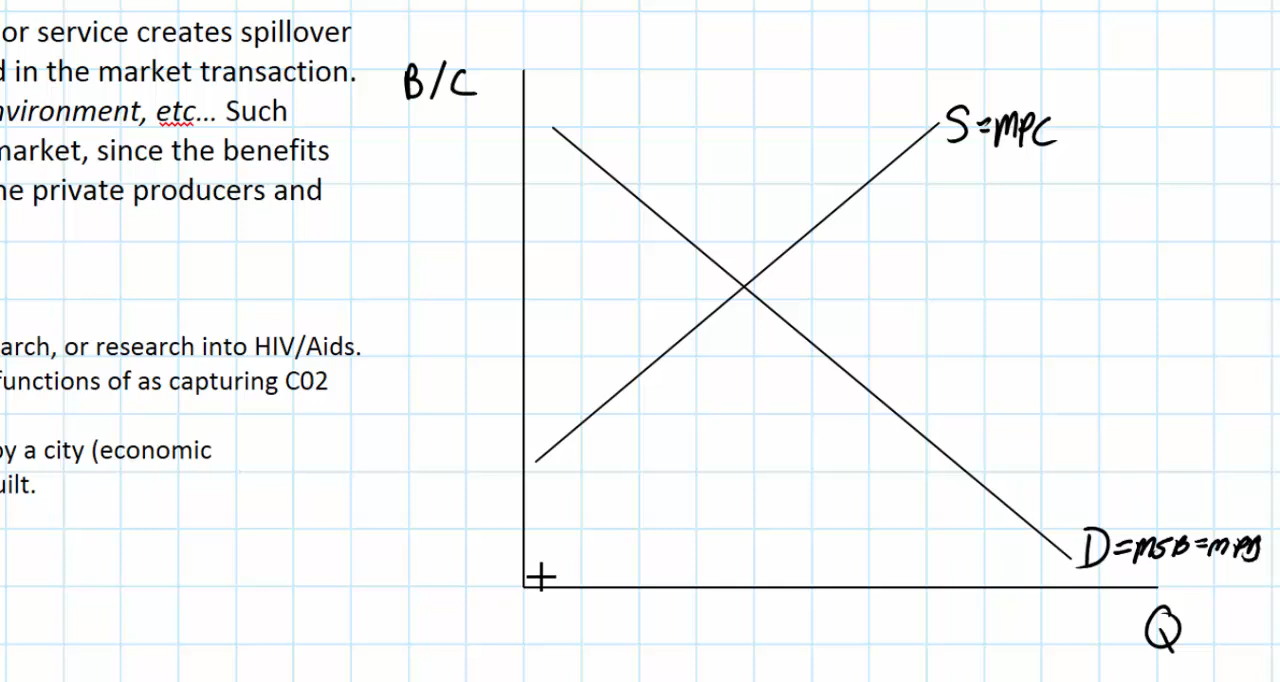 or service creates spillover
d in the market transaction.
nvironment, etc... Such
market, since the benefits
he private producers and
arch, or research into HIV/Aids.
functions of as capturing C02
by a city (economic
uilt.
B/C
S=MPC
D=MSB=MPB
Q